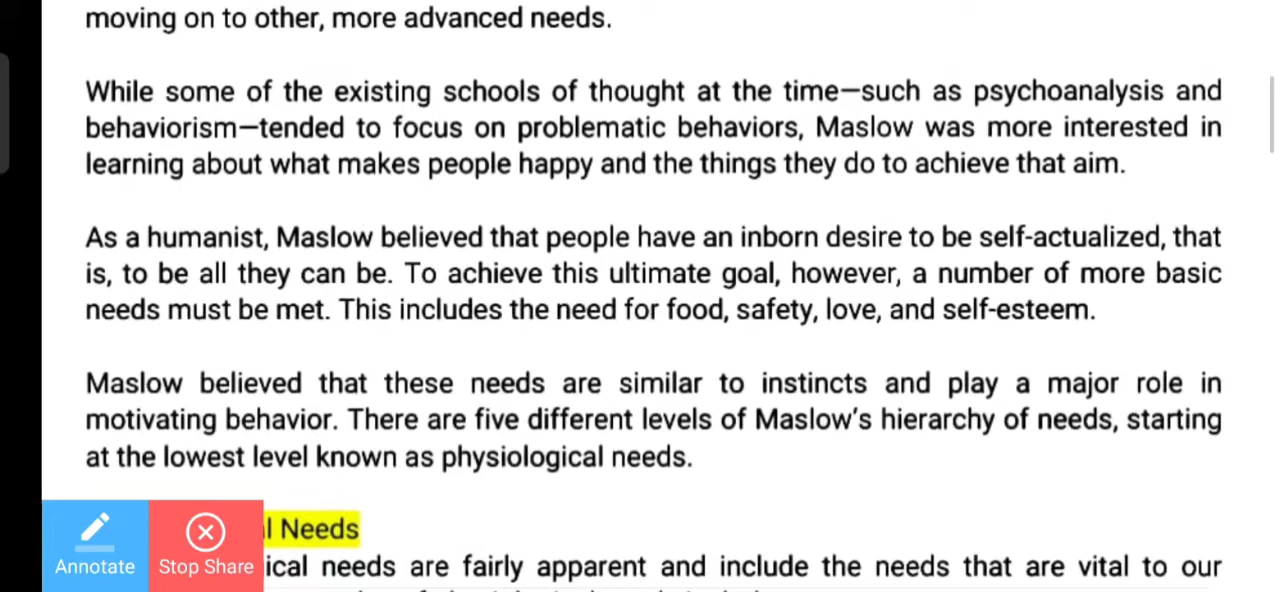 moving on to other, more advanced needs.
While some of the existing schools of thought at the time—such as psychoanalysis and
behaviorism—tended to focus on problematic behaviors, Maslow was more interested in
learning about what makes people happy and the things they do to achieve that aim.
As a humanist, Maslow believed that people have an inborn desire to be self-actualized, that
is, to be all they can be. To achieve this ultimate goal, however, a number of more basic
needs must be met. This includes the need for food, safety, love, and self-esteem.
Maslow believed that these needs are similar to instincts and play a major role in
motivating behavior. There are five different levels of Maslow's hierarchy of needs, starting
at the lowest level known as physiological needs.
l Needs
ical needs are fairly apparent and include the needs that are vital to our
Annotate
Stop Share